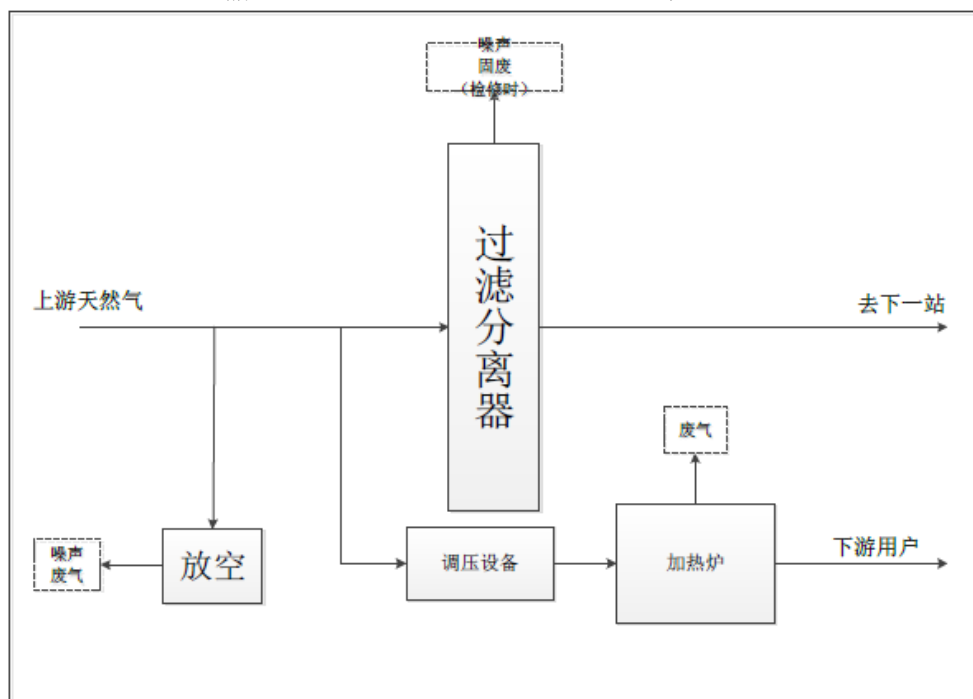 噪声
固废
（检修时）
过滤分离器
上游天然气
去下一站
废气
噪声
废气
放空
调压设备
加热炉
下游用户